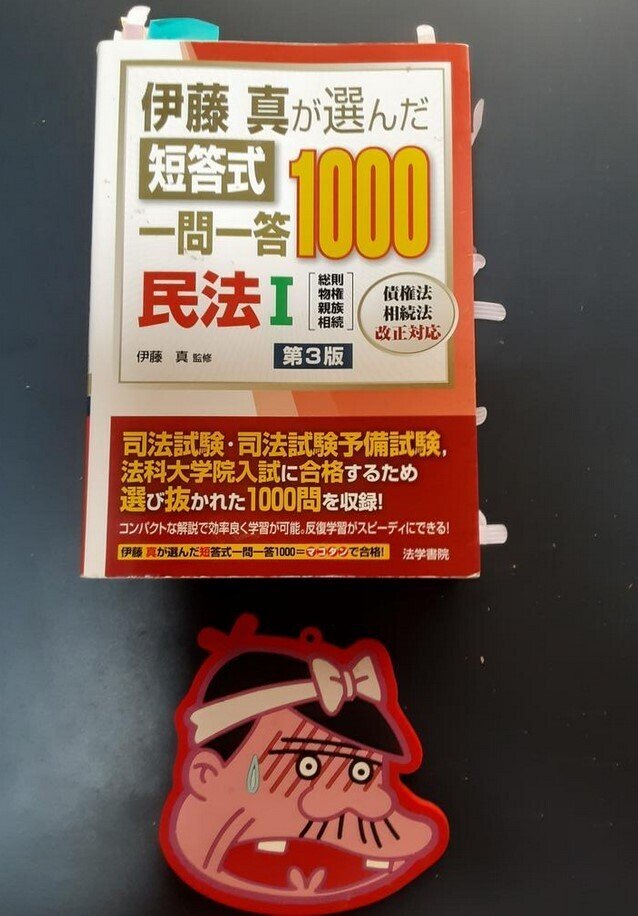 伊藤 真が選んだ
短答式
一問一答1000
民法Ⅰ
総則
物権
親族
相続
債権法
相続法
改正対応
伊藤 真 監修
第3版
司法試験・司法試験予備試験,
法科大学院入試に合格するため
選び抜かれた1000問を収録!
コンパクトな解説で効率良く学習が可能。反復学習がスピーディにできる!
伊藤 真が選んだ短答式一問一答1000=マコタンで合格!
法学書院